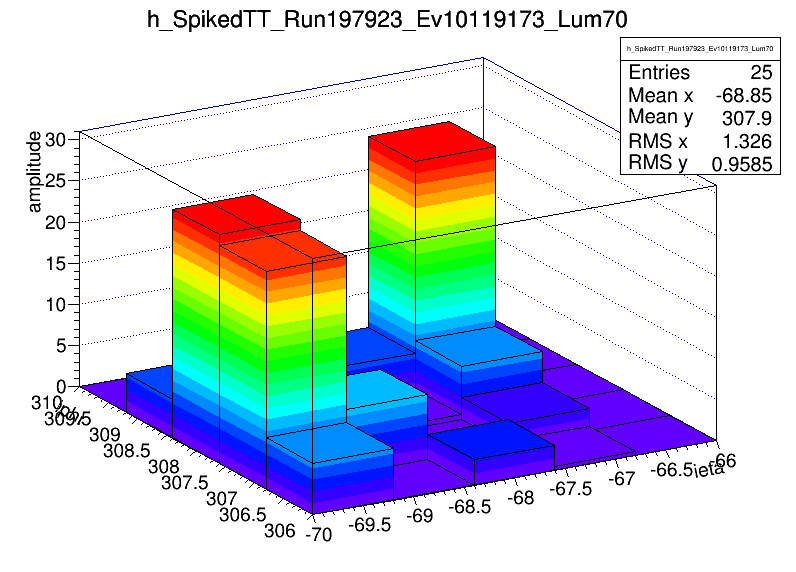 h_SpikedTT_Run197923_Ev10119173_Lum70
h_SpikedTT_Run197923_Ev10119173_Lum70
Entries 25
Mean x -68.85
Mean y 307.9
RMS x 1.326
RMS y 0.9585
amplitude
30
25
20
15
10
5
0
310
309.5
309
308.5
308
307.5
307
306.5
306
-70
-69.5
-69
-68.5
-68
-67.5
-67
-66.5
-66
ieta